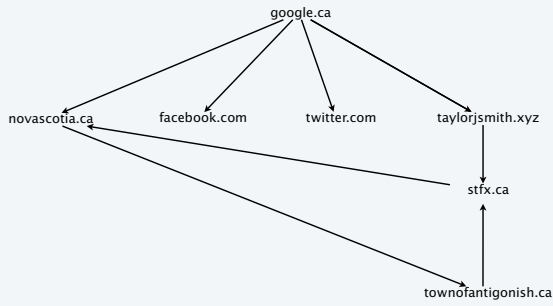 google.ca
novascotia.ca
facebook.com
twitter.com
taylorjsmith.xyz
stfx.ca
townofantigonish.ca